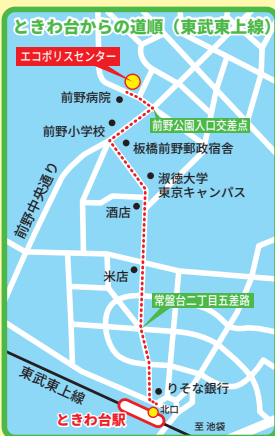 ときわ台からの道順（東武東上線）
エコポリスセンター
前野病院
前野公園入口交差点
前野小学校
板橋前野郵政宿舎
前野中央通り
淑徳大学
東京キャンパス
酒店
米店
常盤台二丁目五差路
東武東上線
りそな銀行
ときわ台駅
北口
至 池袋